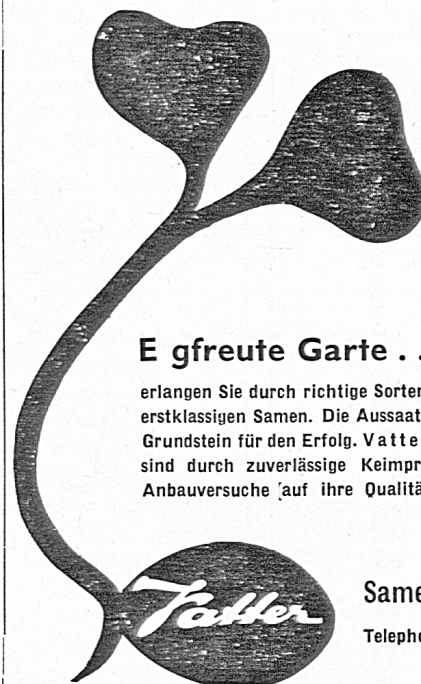 E gfreute Garte . .
erlangen Sie durch richtige Sorten
erstklassigen Samen. Die Aussaat
Grundstein für den Erfolg. Vatte
sind durch zuverlässige Keimpr
Anbauversuche auf ihre Qualitä
Vatter
Same
Telepho